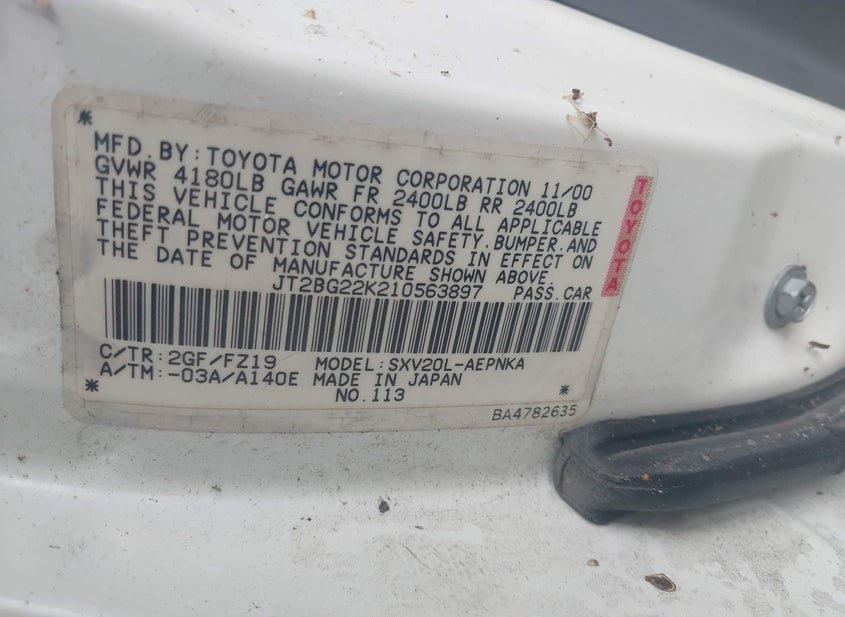 MFD.BY:TOYOTA MOTOR CORPORATION 11/00
GVWR 4180LB GAWR FR 2400LB RR 2400LB
THIS VEHICLE CONFORMS TO ALL APPLICABLE
FEDERAL MOTOR VEHICLE SAFETY,BUMPER,AND
THEFT PREVENTION STANDARDS IN EFFECT ON
THE DATE OF MANUFACTURE SHOWN ABOVE.
JT2BG22K210563897 PASS.CAR
TOYOTA
C/TR:2GF/FZ19 MODEL:SXV20L-AEPNKA
A/TM:-03A/A140E MADE IN JAPAN
NO.113
BA4782635